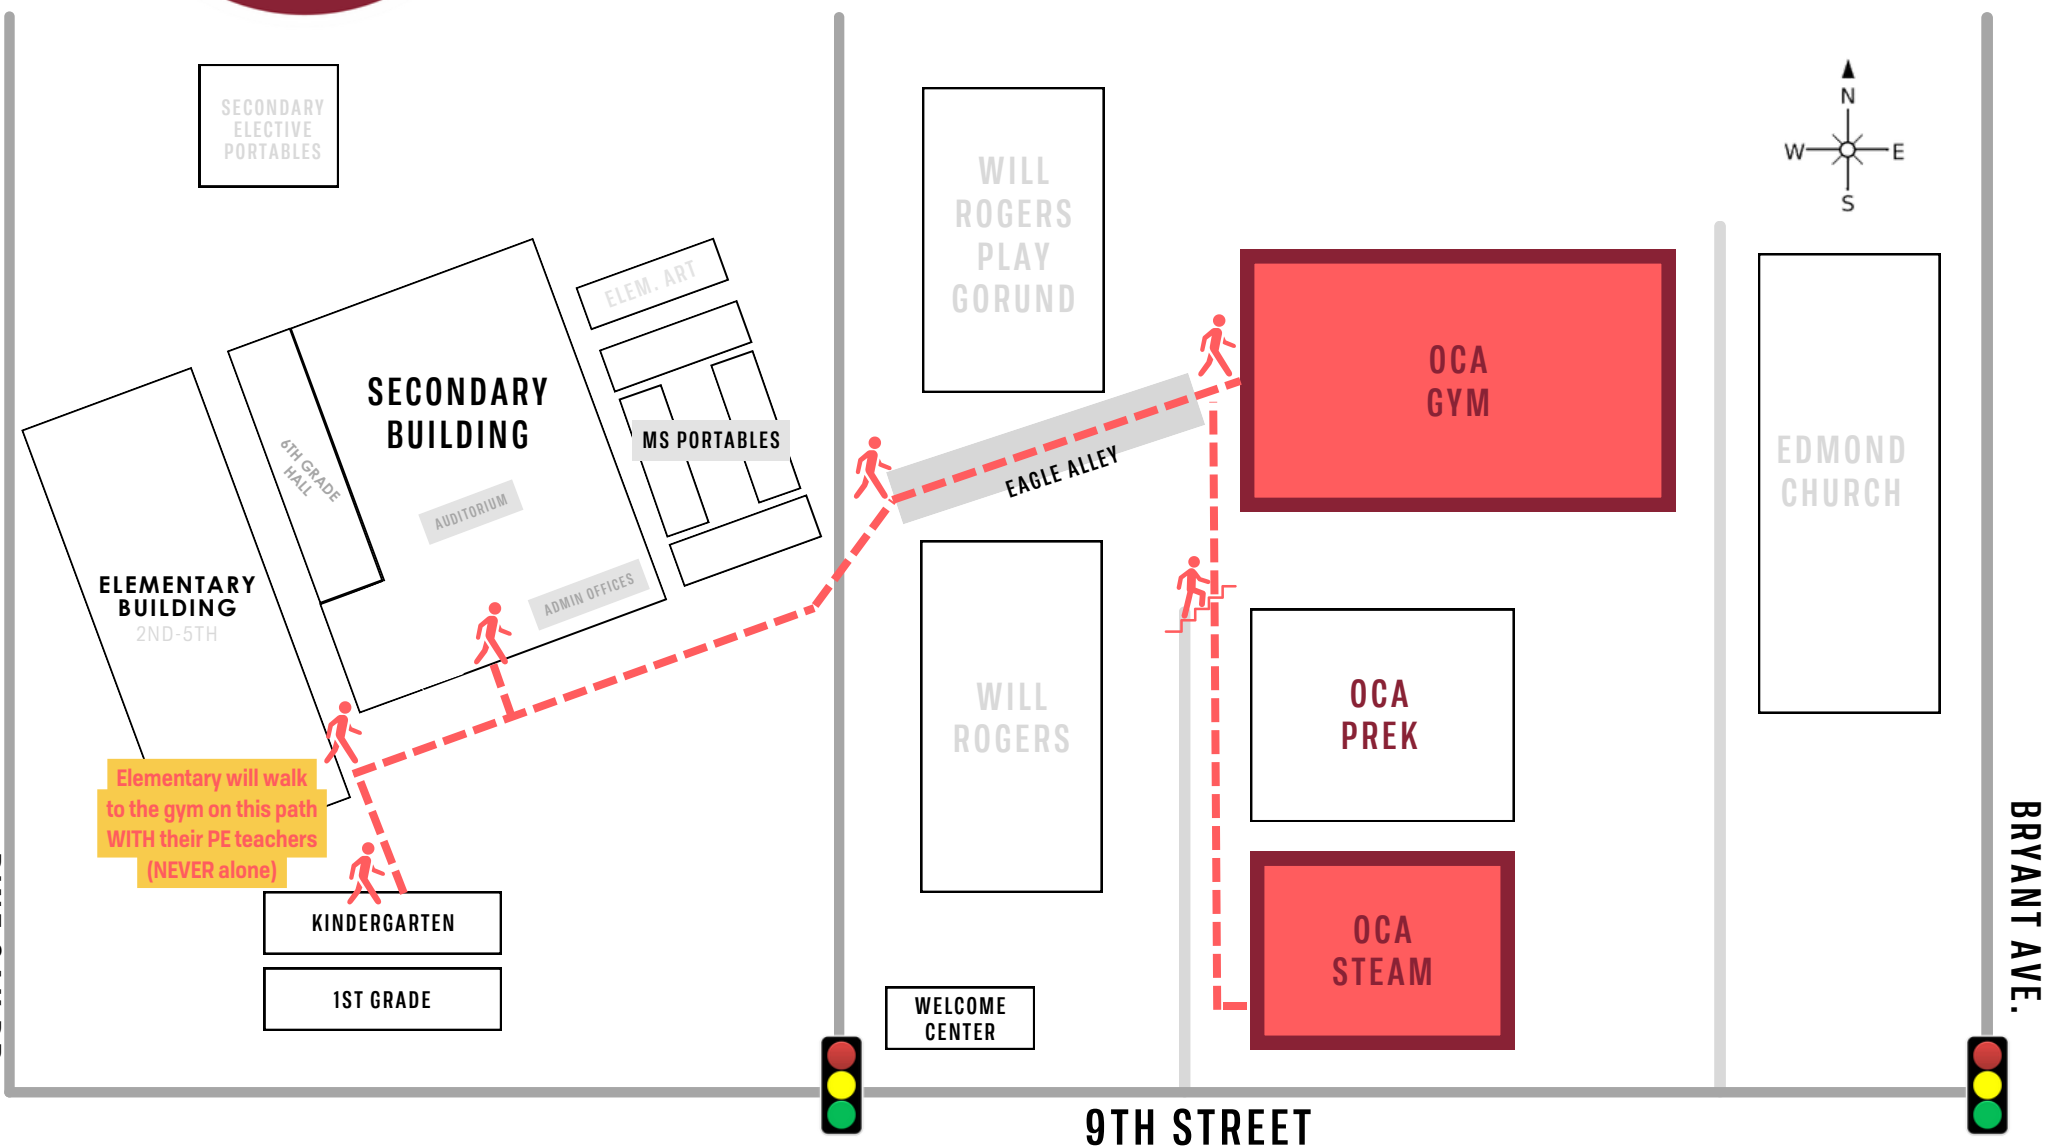 SECONDARY
ELECTIVE
PORTABLES
N
W
E
S
WILL
ROGERS
PLAY
GORUND
ELEM. ART
OCA
GYM
SECONDARY
BUILDING
6TH GRADE
HALL
MS PORTABLES
EAGLE ALLEY
EDMOND
CHURCH
AUDITORIUM
ADMIN OFFICES
ELEMENTARY
BUILDING
2ND-5TH
WILL
ROGERS
OCA
PREK
Elementary will walk
to the gym on this path
WITH their PE teachers
(NEVER alone)
KINDERGARTEN
1ST GRADE
WELCOME
CENTER
OCA
STEAM
BRYANT AVE.
9TH STREET